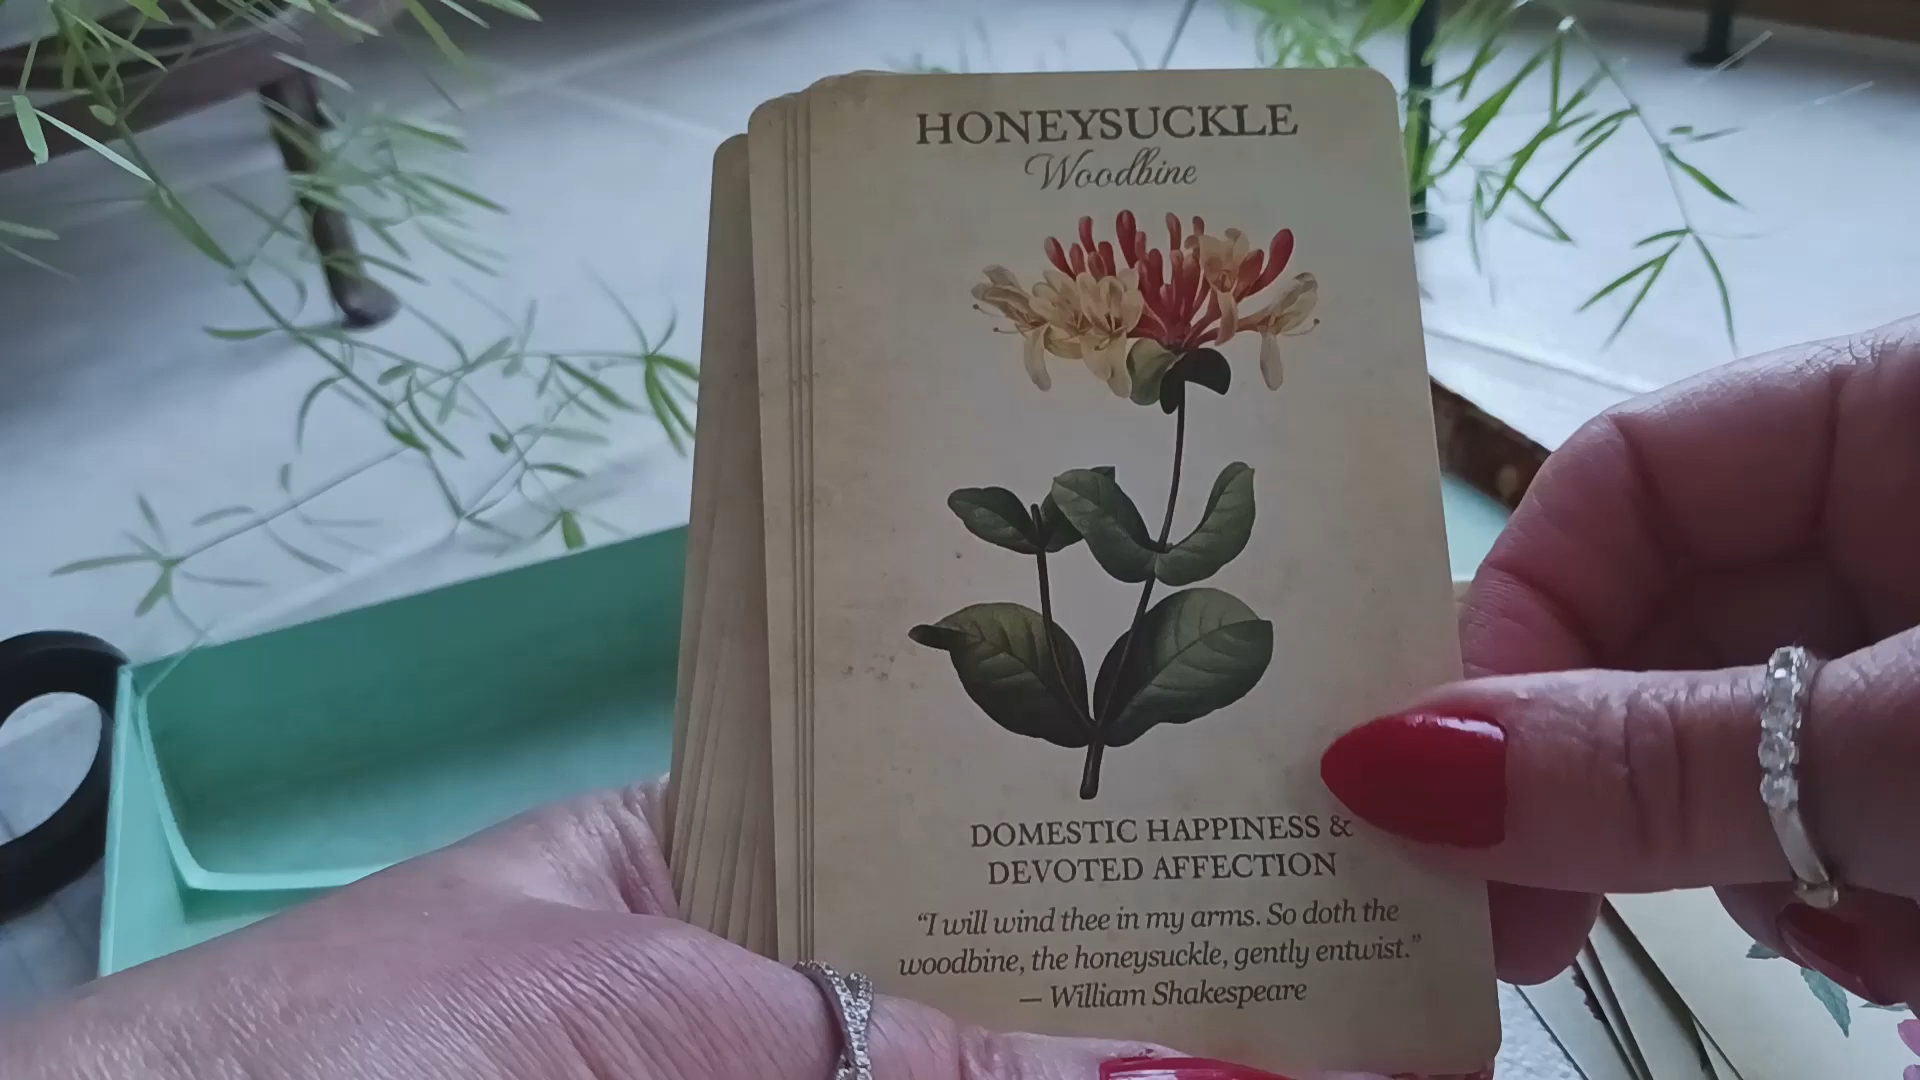 HONEYSUCKLE
Woodbine
DOMESTIC HAPPINESS &
DEVOTED AFFECTION
“I will wind thee in my arms. So doth the
woodbine, the honeysuckle, gently entwist.”
— William Shakespeare